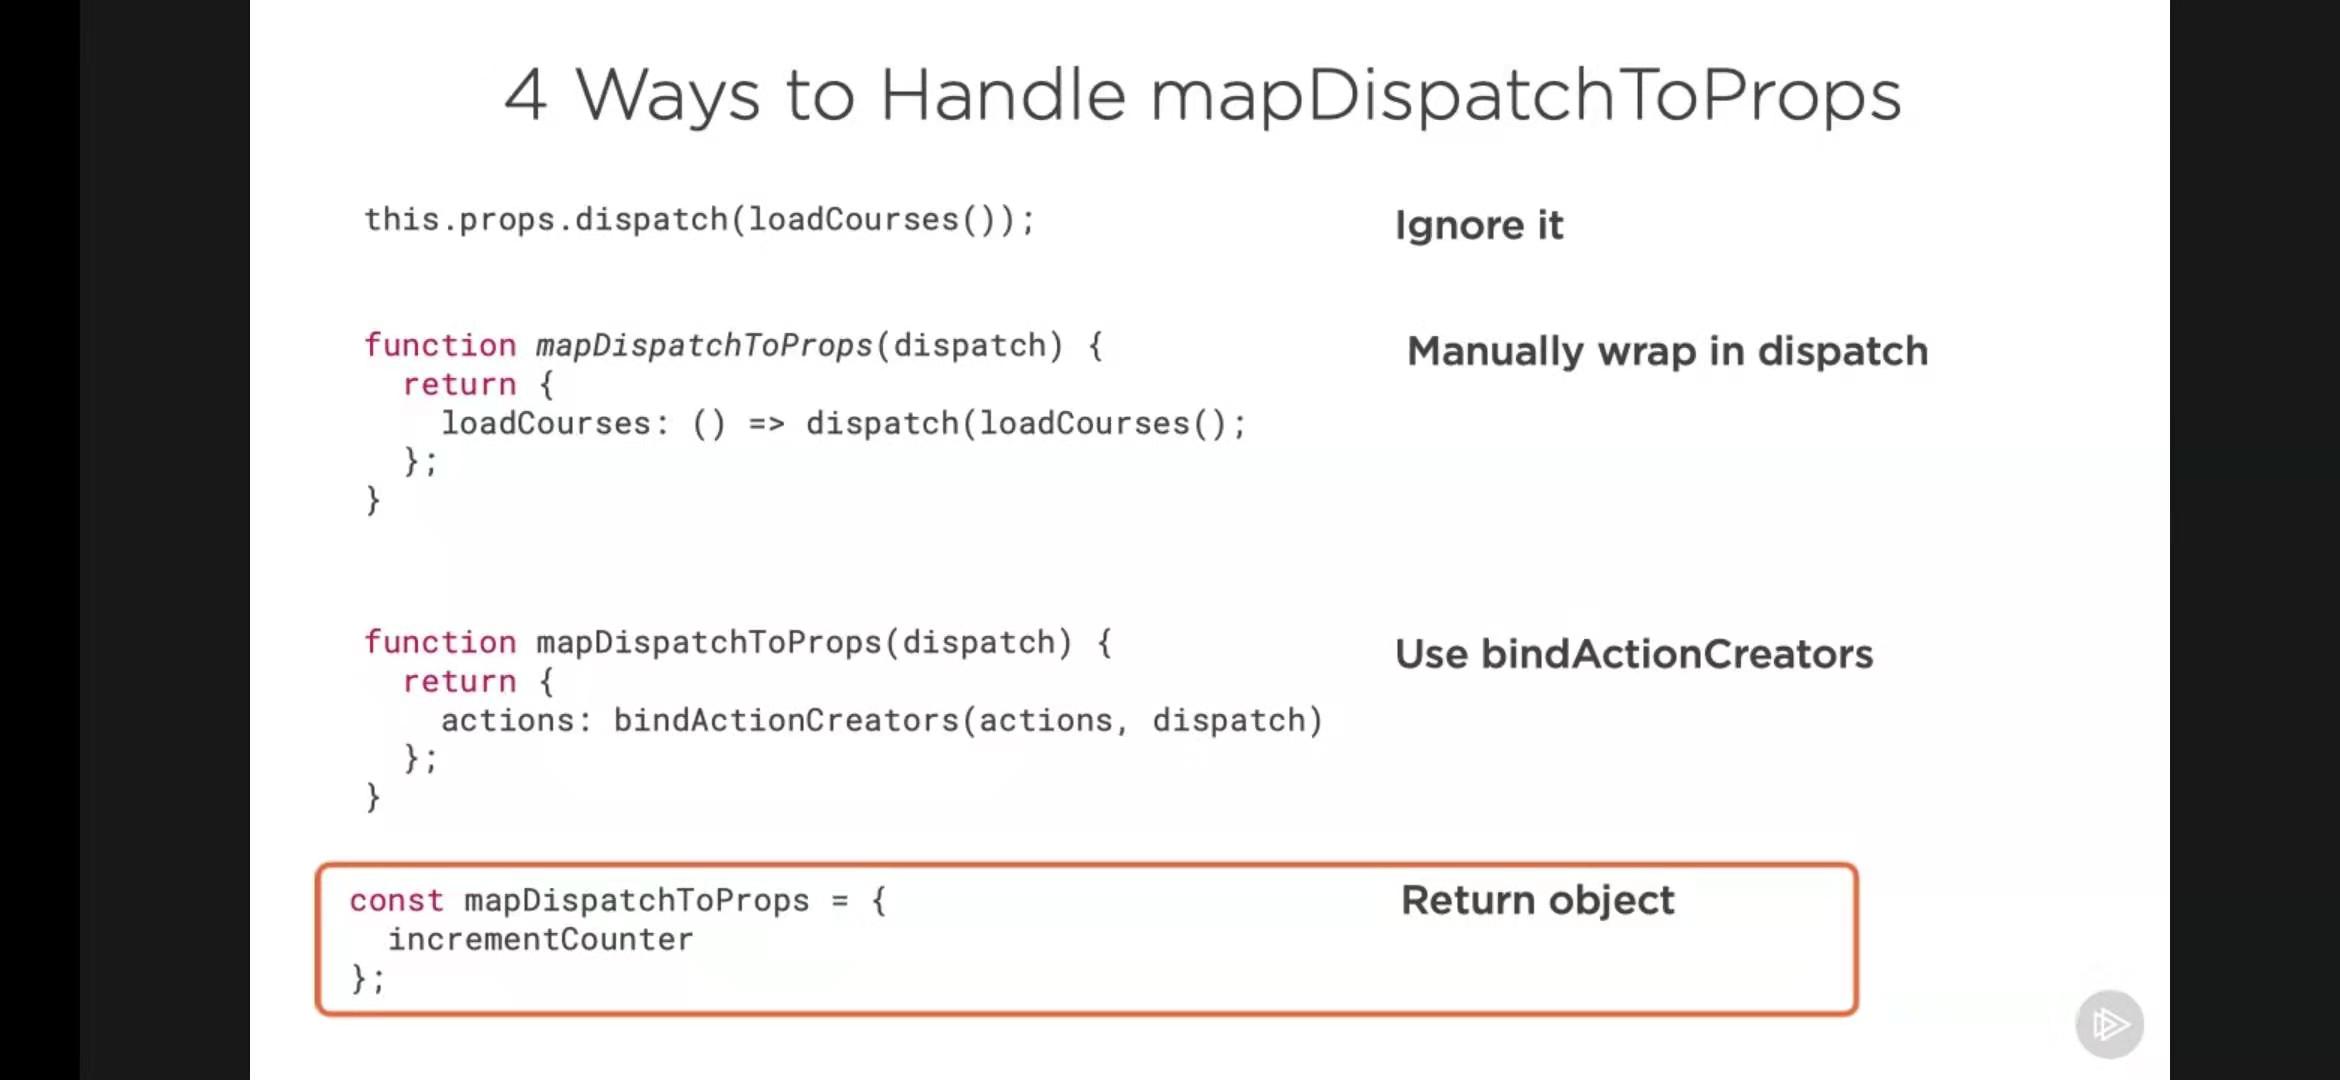 4 Ways to Handle mapDispatchToProps
this.props.dispatch(loadCourses());
Ignore it
function mapDispatchToProps(dispatch) {
  return {
    loadCourses: () => dispatch(loadCourses();
  };
}
Manually wrap in dispatch
function mapDispatchToProps(dispatch) {
  return {
    actions: bindActionCreators(actions, dispatch)
  };
}
Use bindActionCreators
const mapDispatchToProps = {
  incrementCounter
};
Return object